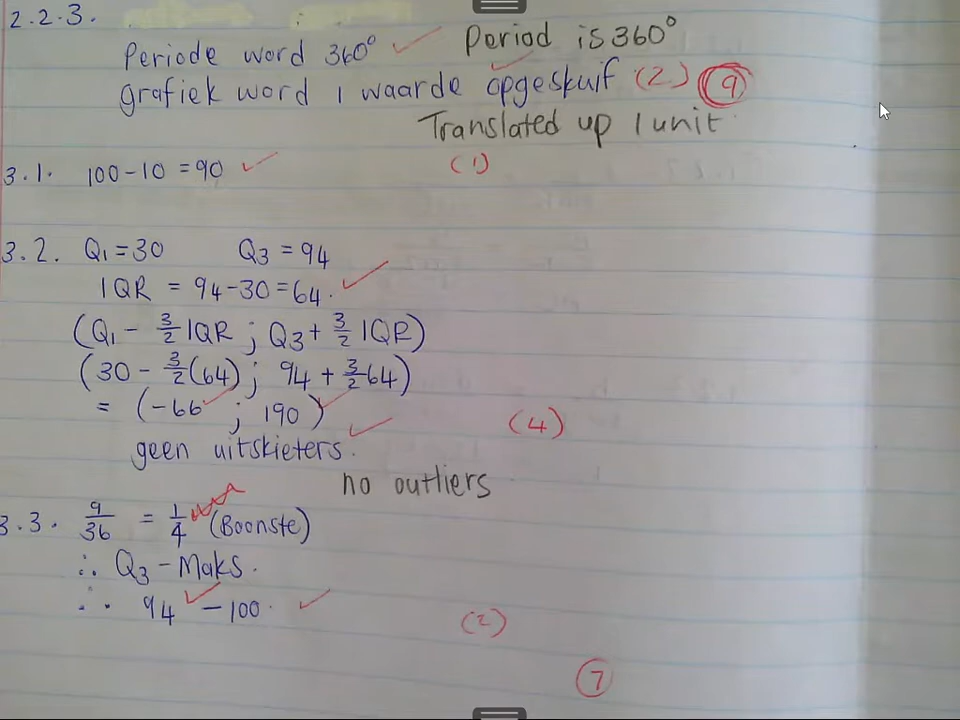 2.2.3.
Periode word 360° Period is 360°
grafiek word 1 waarde opgeskuif (2) 9
Translated up 1 unit
3.1. 100-10=90 (1)
3.2. Q₁=30 Q₃=94
IQR = 94-30=64.
(Q₁ - 3/2 IQR ; Q₃ + 3/2 IQR)
(30 - 3/2(64) ; 94 + 3/2 64)
= (-66 ; 190) (4)
geen uitskieters.
no outliers
3.3. 9/36 = 1/4 (Boonste)
∴ Q₃ - Maks.
∴ 94 - 100. (2)
7